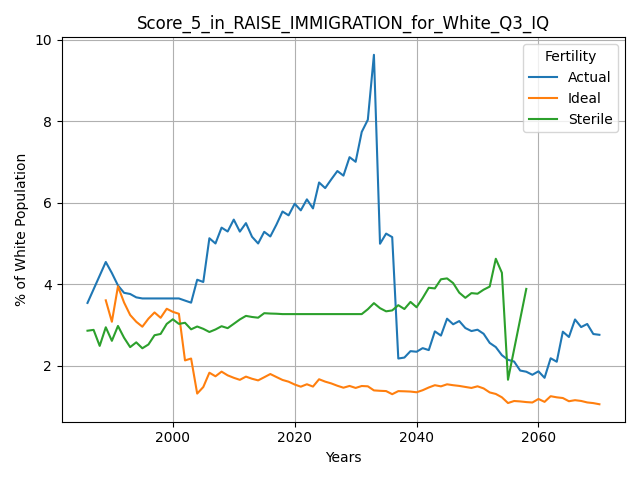 Score_5_in_RAISE_IMMIGRATION_for_White_Q3_IQ
% of White Population
10
8
6
4
2
2000
2020
2040
2060
Years
Fertility
Actual
Ideal
Sterile